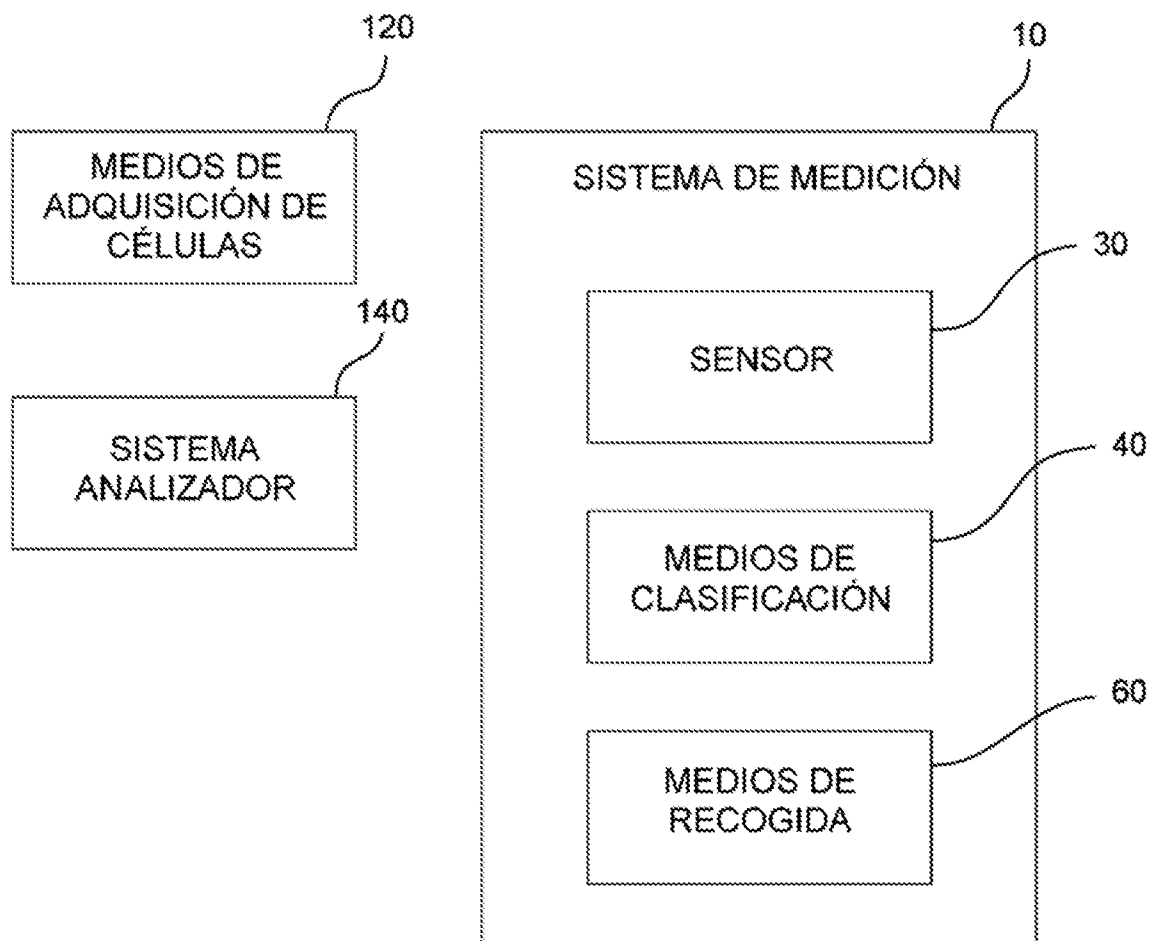 120
10
MEDIOS DE
ADQUISICIÓN DE
CÉLULAS
SISTEMA DE MEDICIÓN
30
SENSOR
140
SISTEMA
ANALIZADOR
40
MEDIOS DE
CLASIFICACIÓN
60
MEDIOS DE
RECOGIDA